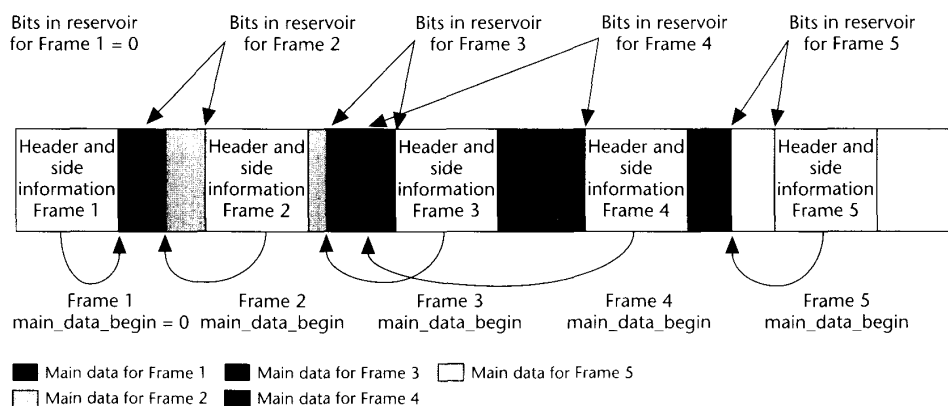 Bits in reservoir for Frame 1 = 0
Bits in reservoir for Frame 2
Bits in reservoir for Frame 3
Bits in reservoir for Frame 4
Bits in reservoir for Frame 5
Header and side information Frame 1
Header and side information Frame 2
Header and side information Frame 3
Header and side information Frame 4
Header and side information Frame 5
Frame 1 main_data_begin = 0
Frame 2 main_data_begin
Frame 3 main_data_begin
Frame 4 main_data_begin
Frame 5 main_data_begin
Main data for Frame 1
Main data for Frame 3
Main data for Frame 5
Main data for Frame 2
Main data for Frame 4